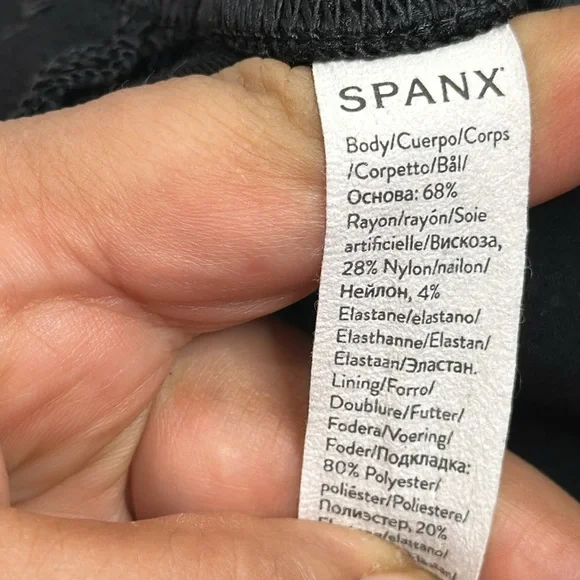 SPANX
Body/Cuerpo/Corps
/Corpetto/Bål/
Основа: 68%
Rayon/rayón/Soie
artificielle/Вискоза,
28% Nylon/nailon/
Нейлон, 4%
Elastane/elastano/
Elasthanne/Elastan/
Elastaan/Эластан.
Lining/Forro/
Doublure/Futter/
Fodera/Voering/
Foder/Подкладка:
80% Polyester/
poliéster/Poliestere/
Полиэстер, 20%
Elastane/elastano/